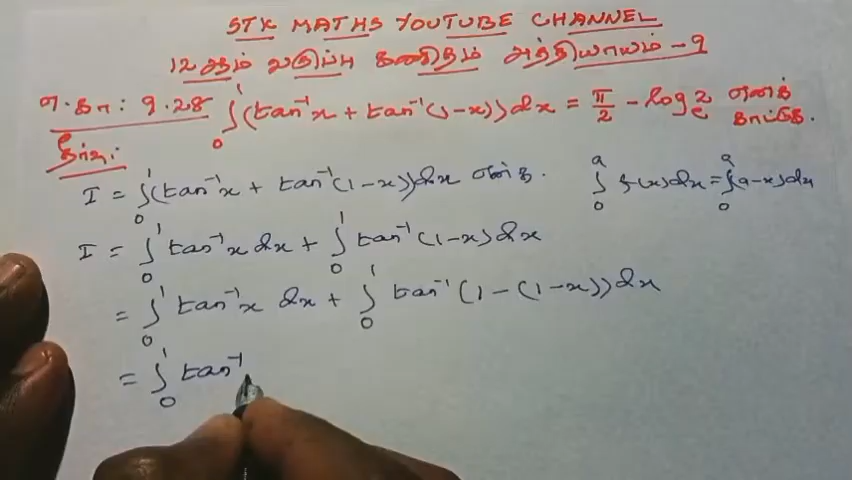 STK MATHS YOUTUBE CHANNEL
12ஆம் வகுப்பு கணிதம் அத்தியாயம் - 9
எ.கா : 9.28 ∫₀¹ (tan⁻¹x + tan⁻¹(1-x))dx = π/2 - logₑ2 எனக் காட்டுக.
தீர்வு:
I = ∫₀¹ (tan⁻¹x + tan⁻¹(1-x))dx என்க. ∫₀ᵃ f(x)dx = ∫₀ᵃ f(a-x)dx
I = ∫₀¹ tan⁻¹x dx + ∫₀¹ tan⁻¹(1-x)dx
= ∫₀¹ tan⁻¹x dx + ∫₀¹ tan⁻¹(1-(1-x))dx
= ∫₀¹ tan⁻¹